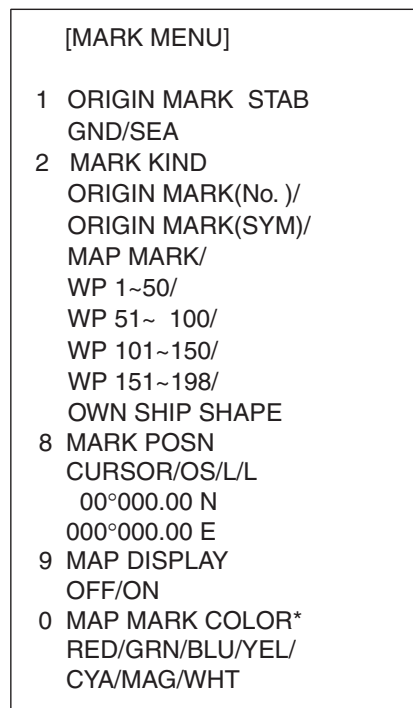 [MARK MENU]
1 ORIGIN MARK STAB
GND/SEA
2 MARK KIND
ORIGIN MARK(No. )/
ORIGIN MARK(SYM)/
MAP MARK/
WP 1~50/
WP 51~ 100/
WP 101~150/
WP 151~198/
OWN SHIP SHAPE
8 MARK POSN
CURSOR/OS/L/L
00°000.00 N
000°000.00 E
9 MAP DISPLAY
OFF/ON
0 MAP MARK COLOR*
RED/GRN/BLU/YEL/
CYA/MAG/WHT